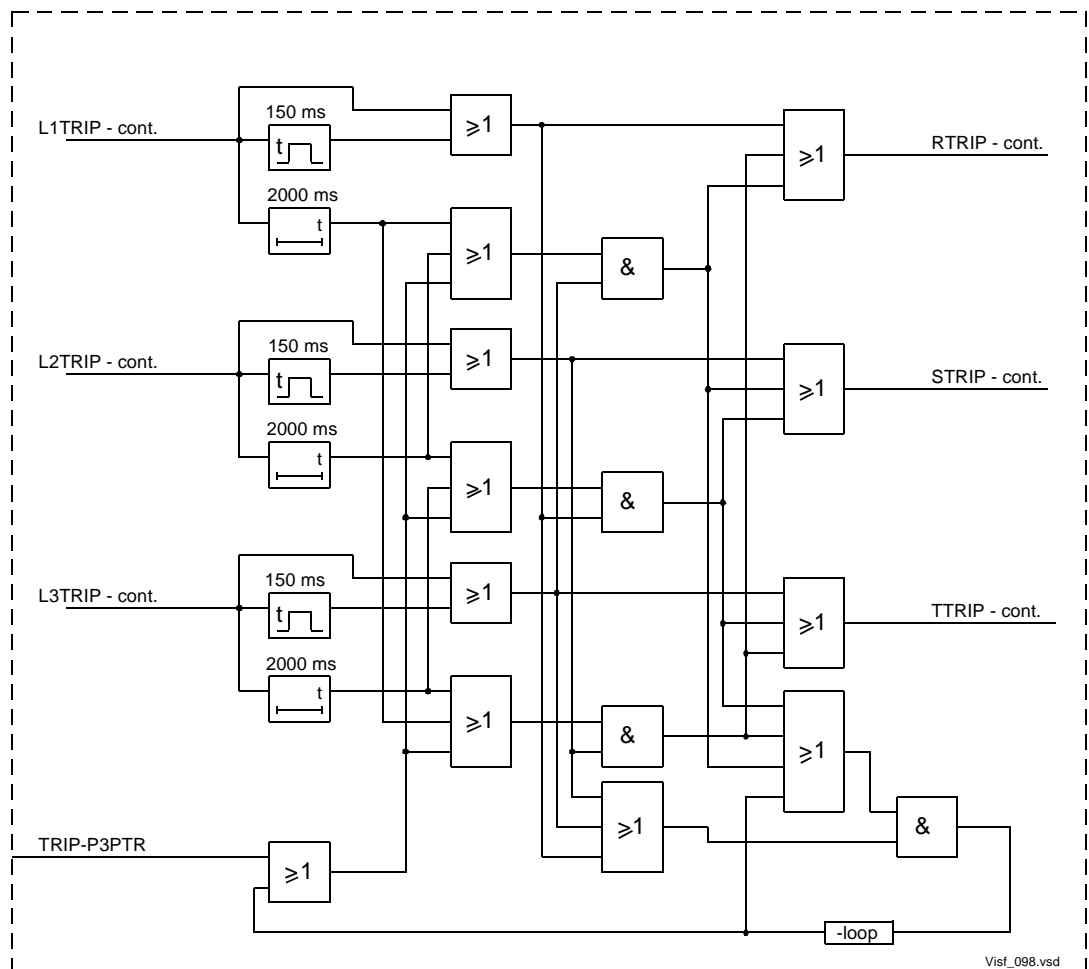 150 ms
L1TRIP - cont.
t
≥1
≥1
RTRIP - cont.
2000 ms
t
≥1
&
150 ms
L2TRIP - cont.
t
≥1
≥1
STRIP - cont.
2000 ms
t
≥1
&
150 ms
L3TRIP - cont.
t
≥1
≥1
TTRIP - cont.
2000 ms
t
≥1
&
≥1
TRIP-P3PTR
≥1
≥1
&
-loop
Visf_098.vsd